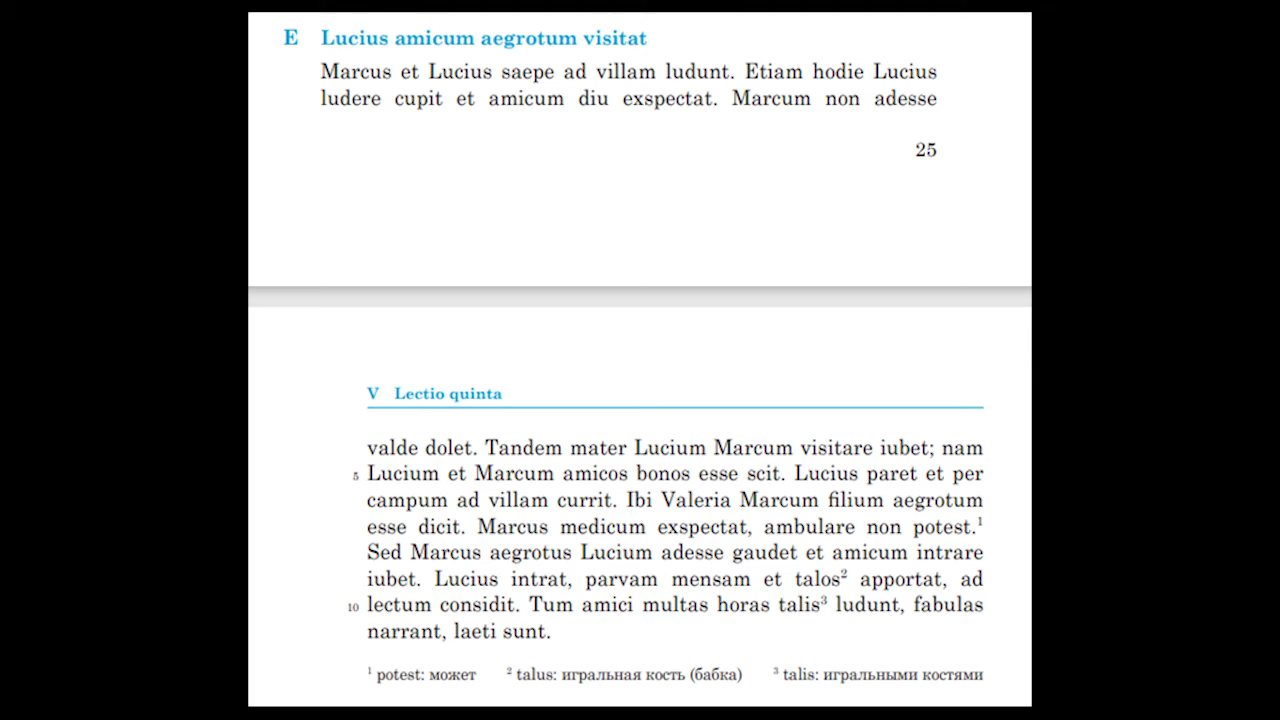 E Lucius amicum aegrotum visitat
Marcus et Lucius saepe ad villam ludunt. Etiam hodie Lucius
ludere cupit et amicum diu exspectat. Marcum non adesse
25
V Lectio quinta
valde dolet. Tandem mater Lucium Marcum visitare iubet; nam
5 Lucium et Marcum amicos bonos esse scit. Lucius paret et per
campum ad villam currit. Ibi Valeria Marcum filium aegrotum
esse dicit. Marcus medicum exspectat, ambulare non potest.¹
Sed Marcus aegrotus Lucium adesse gaudet et amicum intrare
iubet. Lucius intrat, parvam mensam et talos² apportat, ad
10 lectum considit. Tum amici multas horas talis³ ludunt, fabulas
narrant, laeti sunt.
¹ potest: может ² talus: игральная кость (бабка) ³ talis: игральными костями